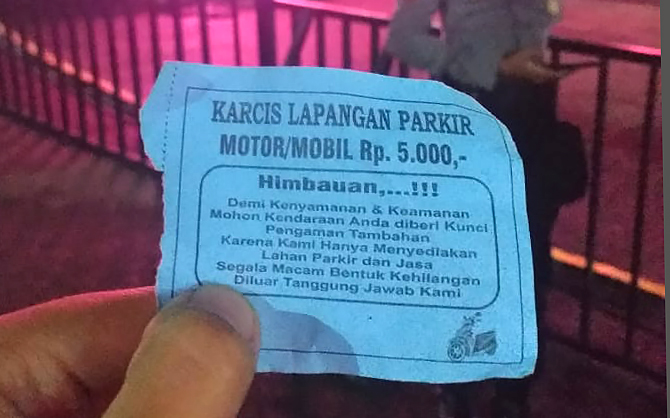 KARCIS LAPANGAN PARKIR
MOTOR/MOBIL Rp. 5.000,-
Himbauan,...!!!
Demi Kenyamanan & Keamanan
Mohon Kendaraan Anda diberi Kunci
Pengaman Tambahan
Karena Kami Hanya Menyediakan
Lahan Parkir dan Jasa
Segala Macam Bentuk Kehilangan
Diluar Tanggung Jawab Kami